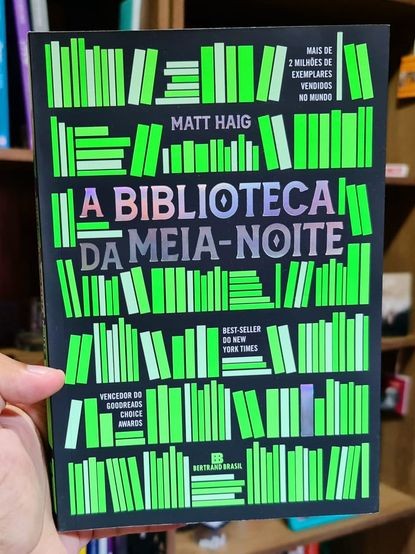 MAIS DE
2 MILHÕES DE
EXEMPLARES
VENDIDOS
NO MUNDO
MATT HAIG
A BIBLIOTECA
DA MEIA-NOITE
BEST-SELLER
DO NEW
YORK TIMES
VENCEDOR DO
GOODREADS
CHOICE
AWARDS
BB
BERTRAND BRASIL